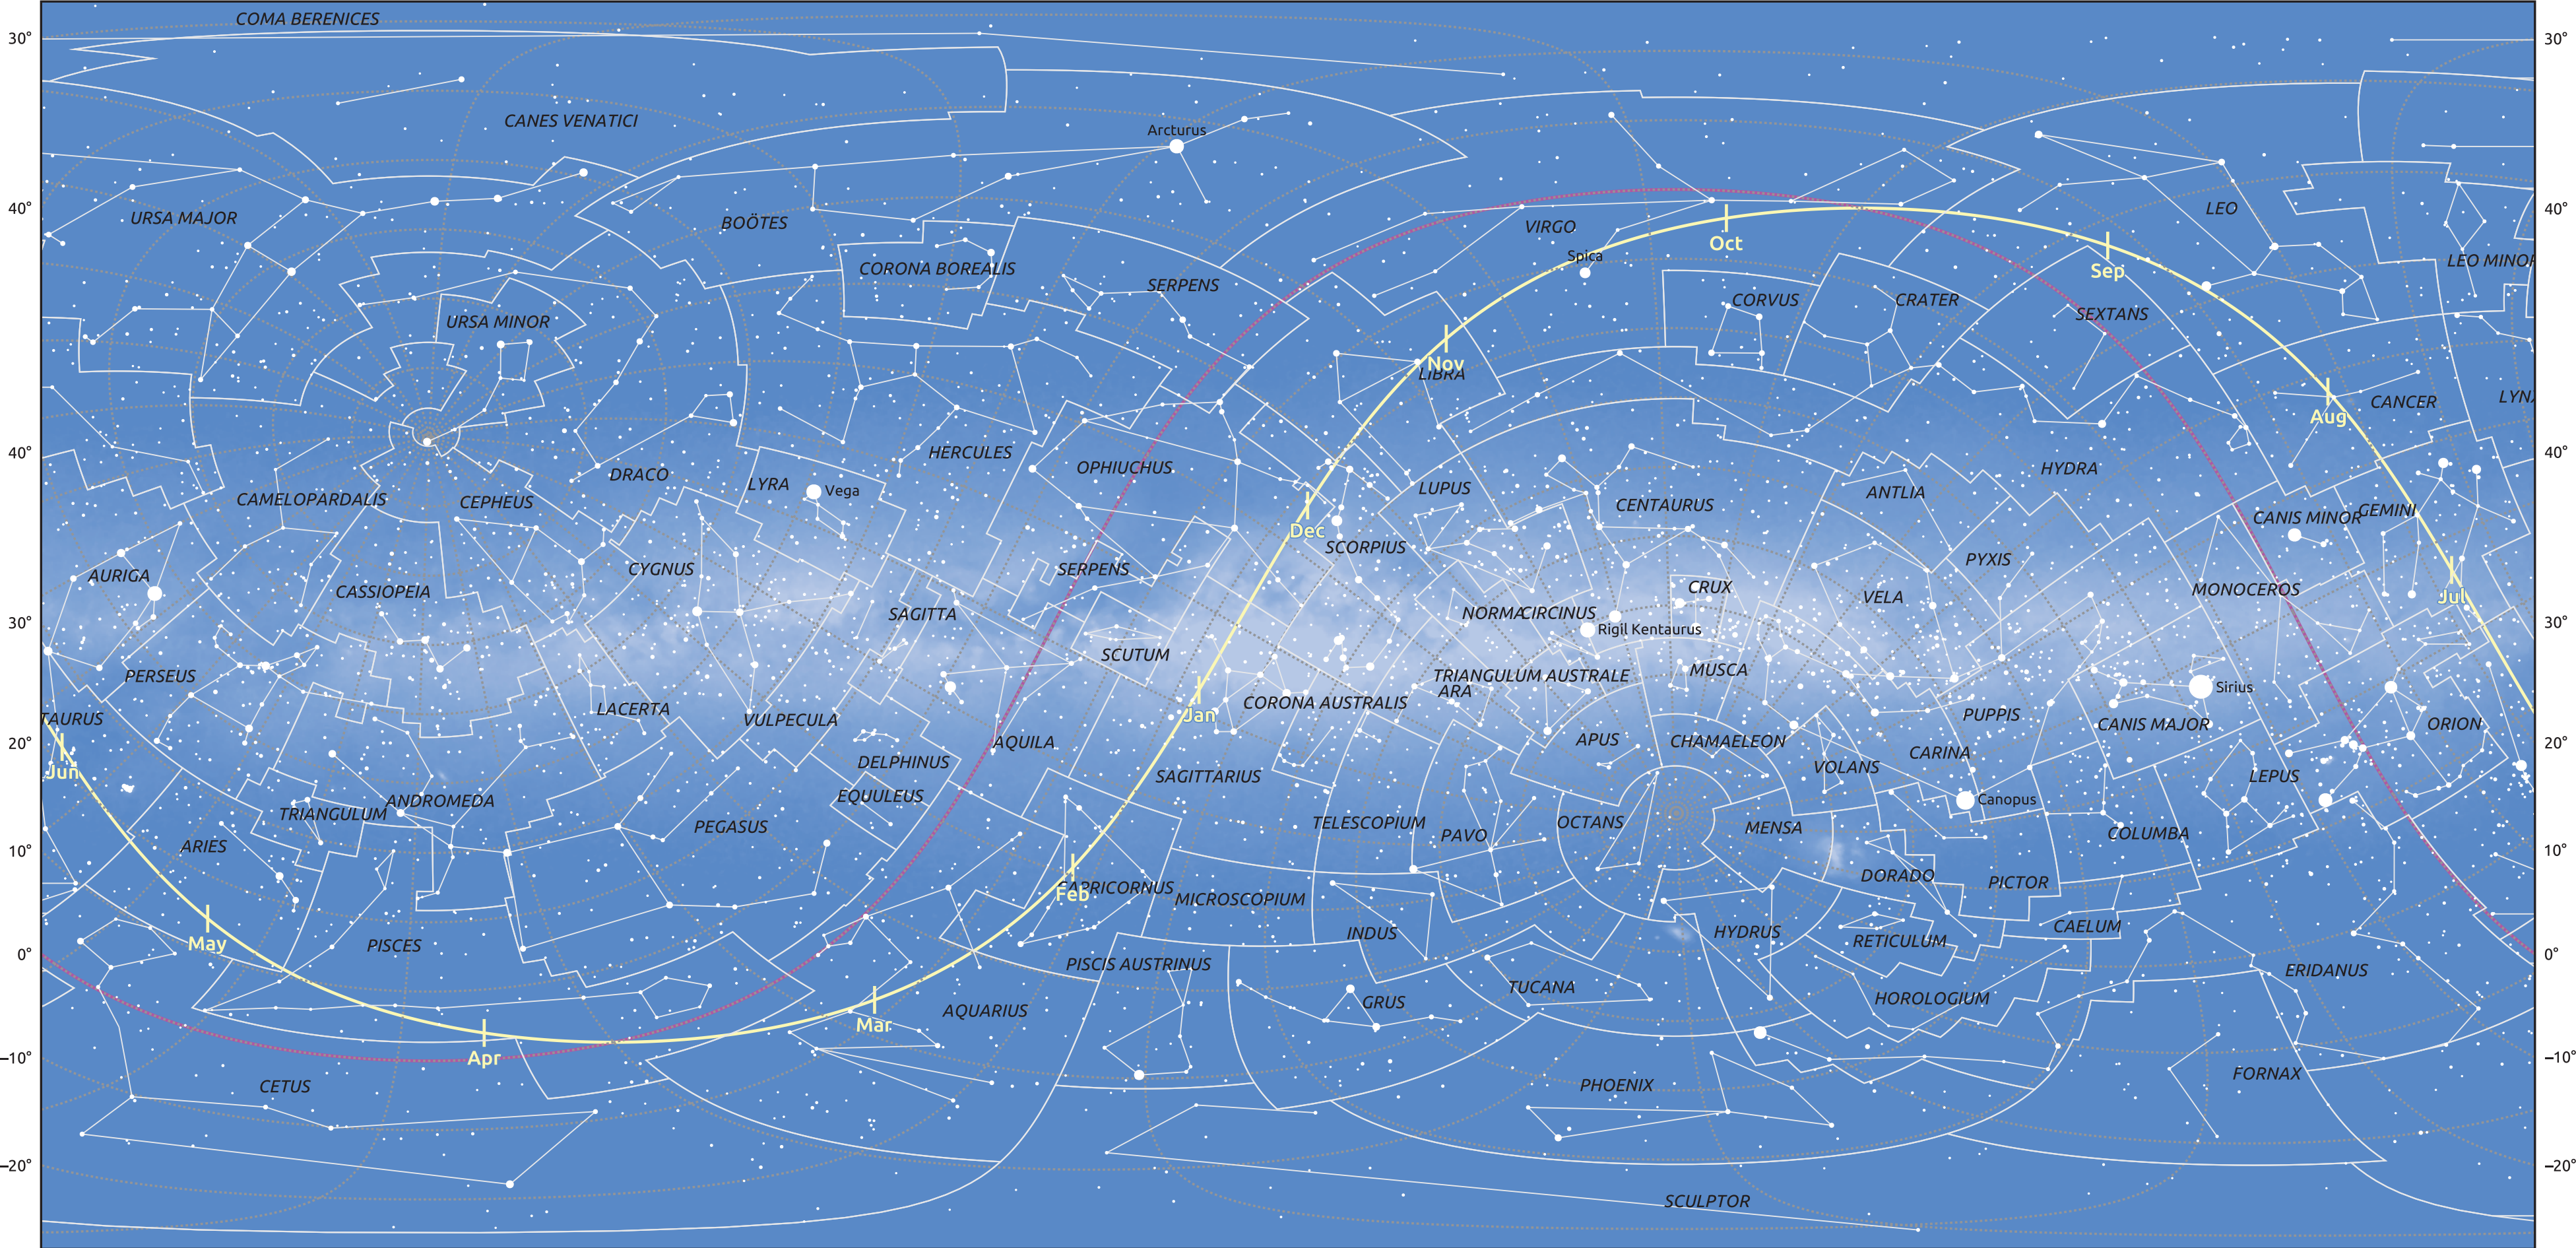 COMA BERENICES
30°
30°
CANES VENATICI
Arcturus
40°
URSA MAJOR
BOÖTES
VIRGO
LEO
40°
Oct
Spica
Sep
CORONA BOREALIS
SERPENS
LEO MINOR
URSA MINOR
CORVUS
CRATER
SEXTANS
Nov
LIBRA
Aug
CANCER
LYN
40°
HERCULES
OPHIUCHUS
HYDRA
40°
DRACO
LYRA
Vega
LUPUS
ANTLIA
CAMELOPARDALIS
CEPHEUS
CENTAURUS
GEMINI
CANIS MINOR
Dec
SCORPIUS
AURIGA
CYGNUS
SERPENS
PYXIS
CASSIOPEIA
CRUX
MONOCEROS
VELA
Jul
30°
SAGITTA
NORMA
CIRCINUS
30°
Rigil Kentaurus
SCUTUM
PERSEUS
TRIANGULUM AUSTRALE
MUSCA
ARA
Sirius
TAURUS
LACERTA
VULPECULA
Jan
CORONA AUSTRALIS
PUPPIS
CANIS MAJOR
ORION
20°
AQUILA
APUS
CHAMAELEON
CARINA
20°
Jun
DELPHINUS
SAGITTARIUS
VOLANS
LEPUS
TRIANGULUM
ANDROMEDA
EQUULEUS
Canopus
PEGASUS
TELESCOPIUM
PAVO
OCTANS
MENSA
COLUMBA
10°
ARIES
10°
Feb
CAPRICORNUS
MICROSCOPIUM
DORADO
PICTOR
May
PISCES
INDUS
HYDRUS
RETICULUM
CAELUM
0°
PISCIS AUSTRINUS
0°
ERIDANUS
AQUARIUS
Mar
GRUS
TUCANA
HOROLOGIUM
−10°
Apr
−10°
CETUS
PHOENIX
FORNAX
−20°
−20°
SCULPTOR